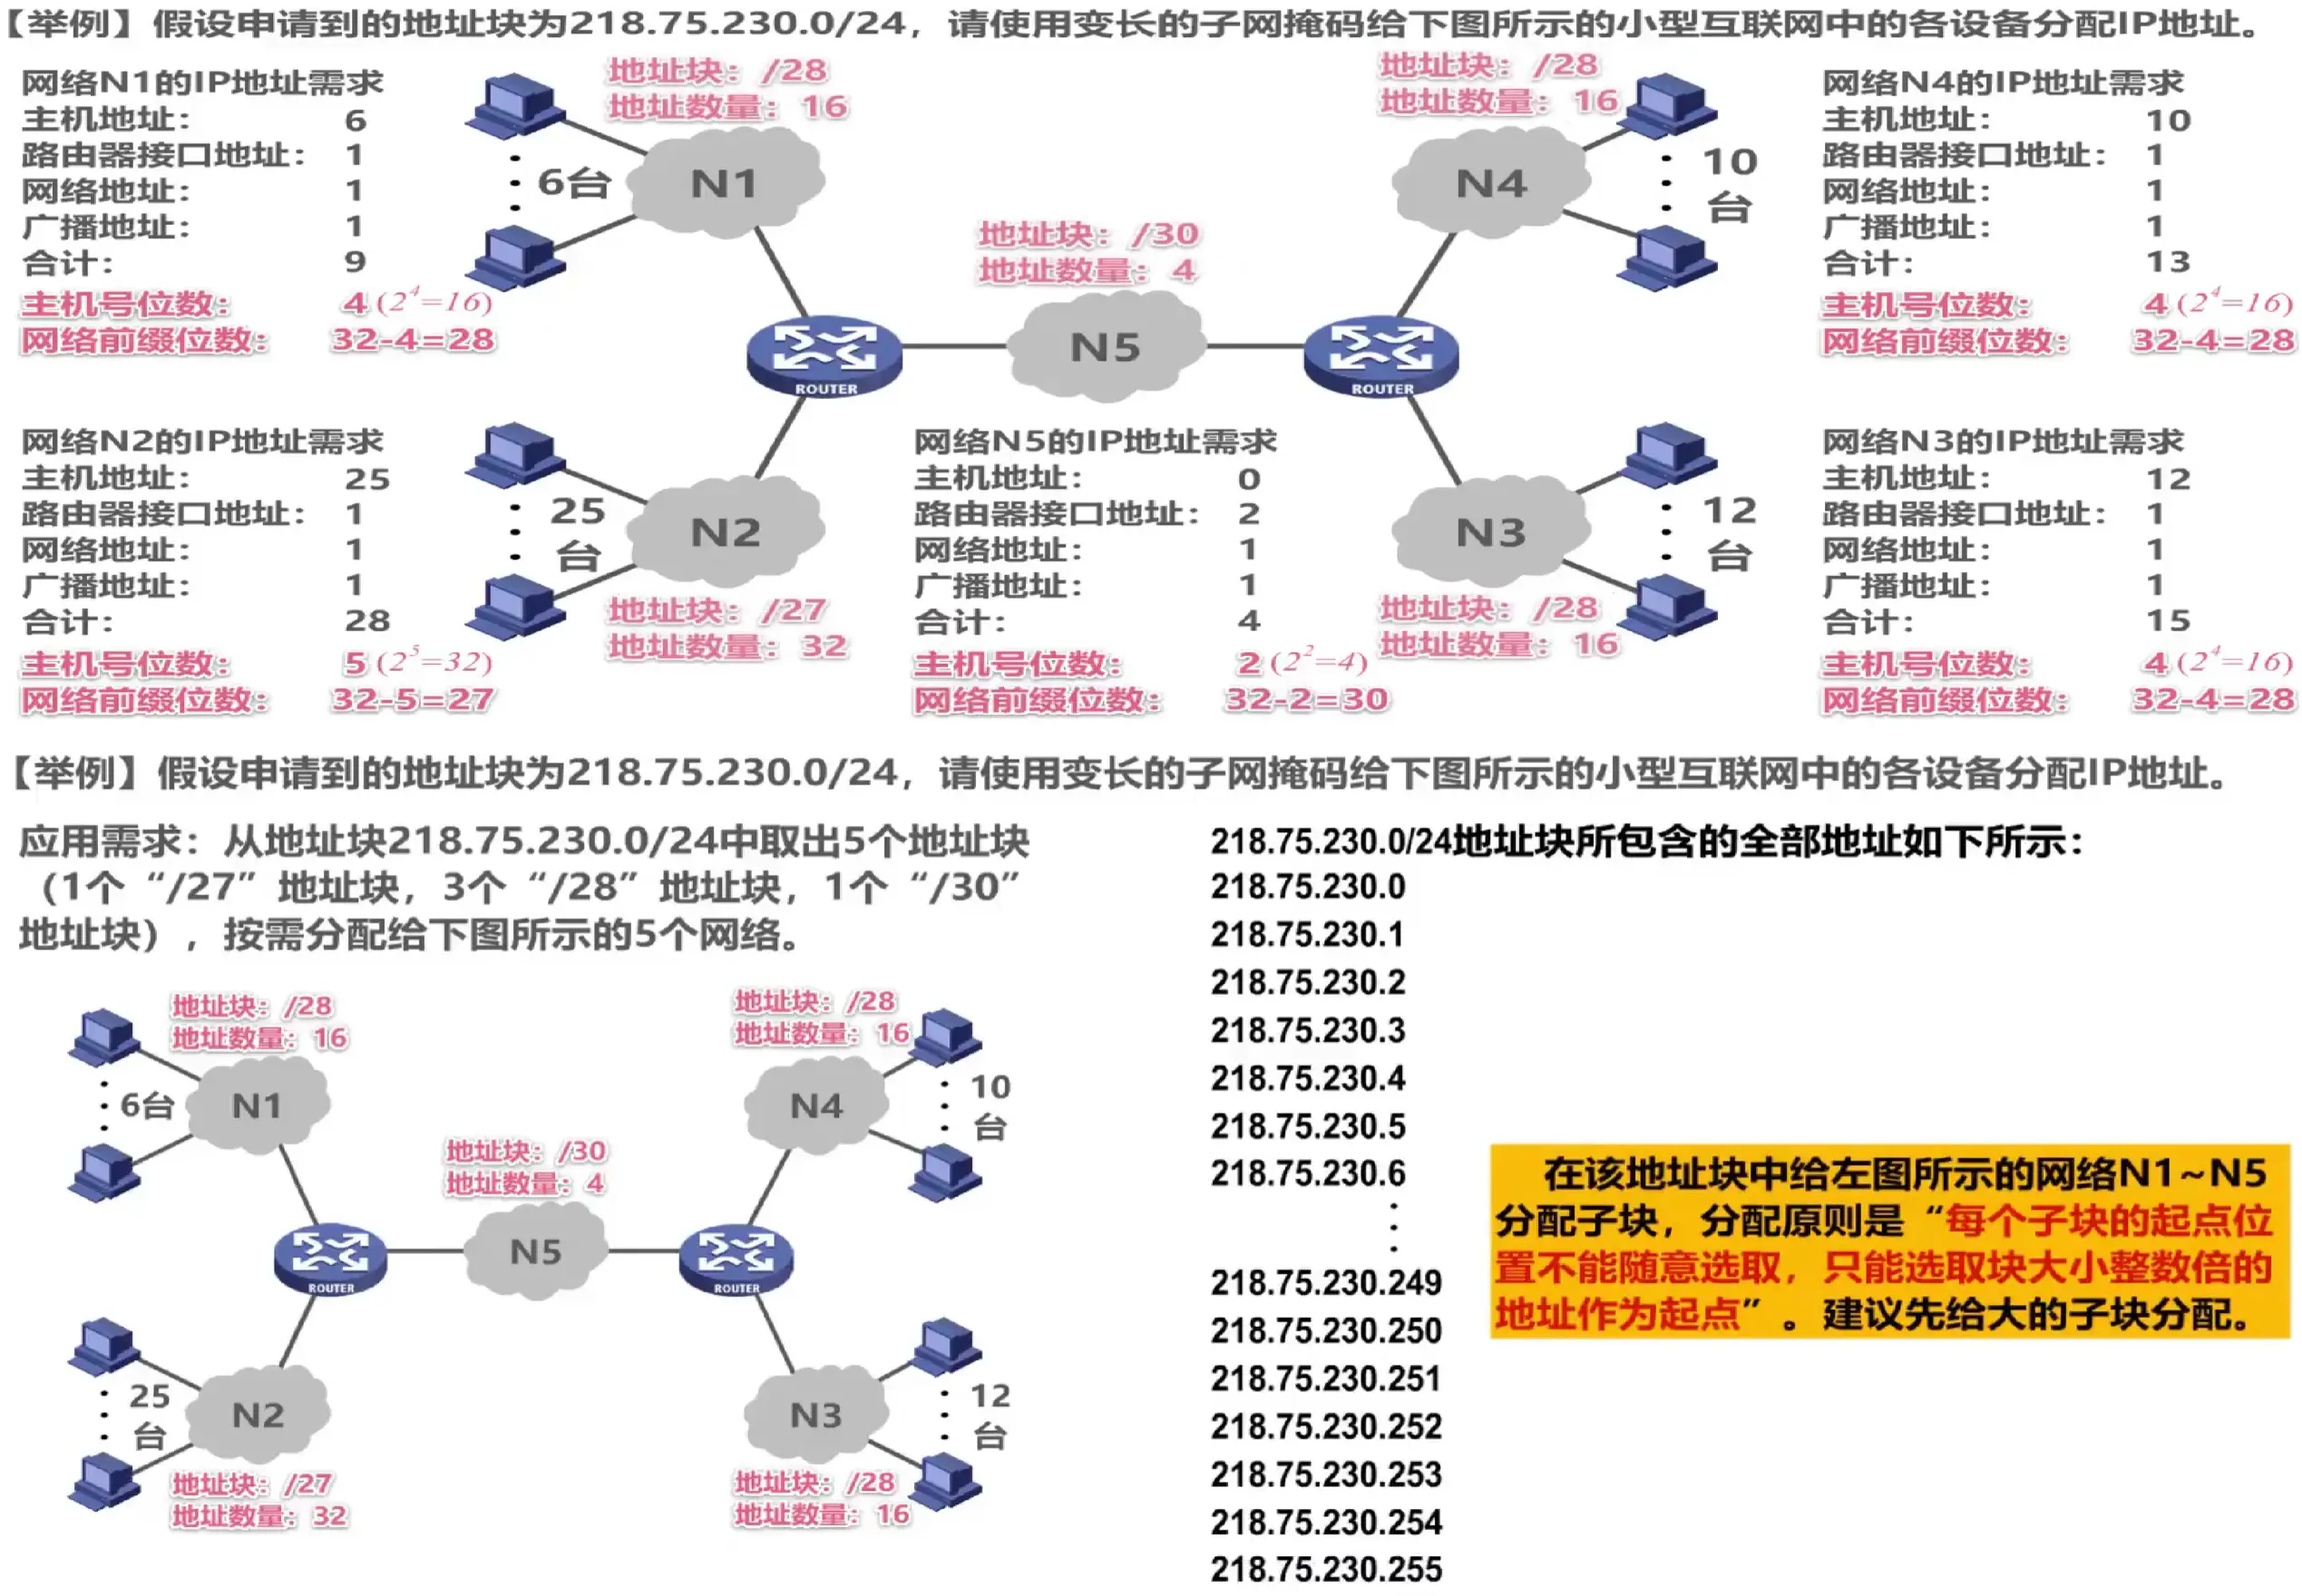 【举例】假设申请到的地址块为218.75.230.0/24，请使用变长的子网掩码给下图所示的小型互联网中的各设备分配IP地址。
网络N1的IP地址需求
主机地址： 6
路由器接口地址： 1
网络地址： 1
广播地址： 1
合计： 9
主机号位数： 4 (2^4=16)
网络前缀位数： 32-4=28
地址块：/28
地址数量：16
6台
N1
地址块：/28
地址数量：16
N4
10
台
网络N4的IP地址需求
主机地址： 10
路由器接口地址： 1
网络地址： 1
广播地址： 1
合计： 13
主机号位数： 4 (2^4=16)
网络前缀位数： 32-4=28
地址块：/30
地址数量：4
ROUTER
N5
ROUTER
网络N2的IP地址需求
主机地址： 25
路由器接口地址： 1
网络地址： 1
广播地址： 1
合计： 28
主机号位数： 5 (2^5=32)
网络前缀位数： 32-5=27
25
台
N2
地址块：/27
地址数量：32
网络N5的IP地址需求
主机地址： 0
路由器接口地址： 2
网络地址： 1
广播地址： 1
合计： 4
主机号位数： 2 (2^2=4)
网络前缀位数： 32-2=30
N3
12
台
地址块：/28
地址数量：16
网络N3的IP地址需求
主机地址： 12
路由器接口地址： 1
网络地址： 1
广播地址： 1
合计： 15
主机号位数： 4 (2^4=16)
网络前缀位数： 32-4=28
【举例】假设申请到的地址块为218.75.230.0/24，请使用变长的子网掩码给下图所示的小型互联网中的各设备分配IP地址。
应用需求：从地址块218.75.230.0/24中取出5个地址块
（1个“/27”地址块，3个“/28”地址块，1个“/30”
地址块），按需分配给下图所示的5个网络。
地址块：/28
地址数量：16
6台
N1
地址块：/28
地址数量：16
N4
10
台
地址块：/30
地址数量：4
ROUTER
N5
ROUTER
25
台
N2
地址块：/27
地址数量：32
N3
12
台
地址块：/28
地址数量：16
218.75.230.0/24地址块所包含的全部地址如下所示：
218.75.230.0
218.75.230.1
218.75.230.2
218.75.230.3
218.75.230.4
218.75.230.5
218.75.230.6
218.75.230.249
218.75.230.250
218.75.230.251
218.75.230.252
218.75.230.253
218.75.230.254
218.75.230.255
在该地址块中给左图所示的网络N1~N5
分配子块，分配原则是“每个子块的起点位
置不能随意选取，只能选取块大小整数倍的
地址作为起点”。建议先给大的子块分配。